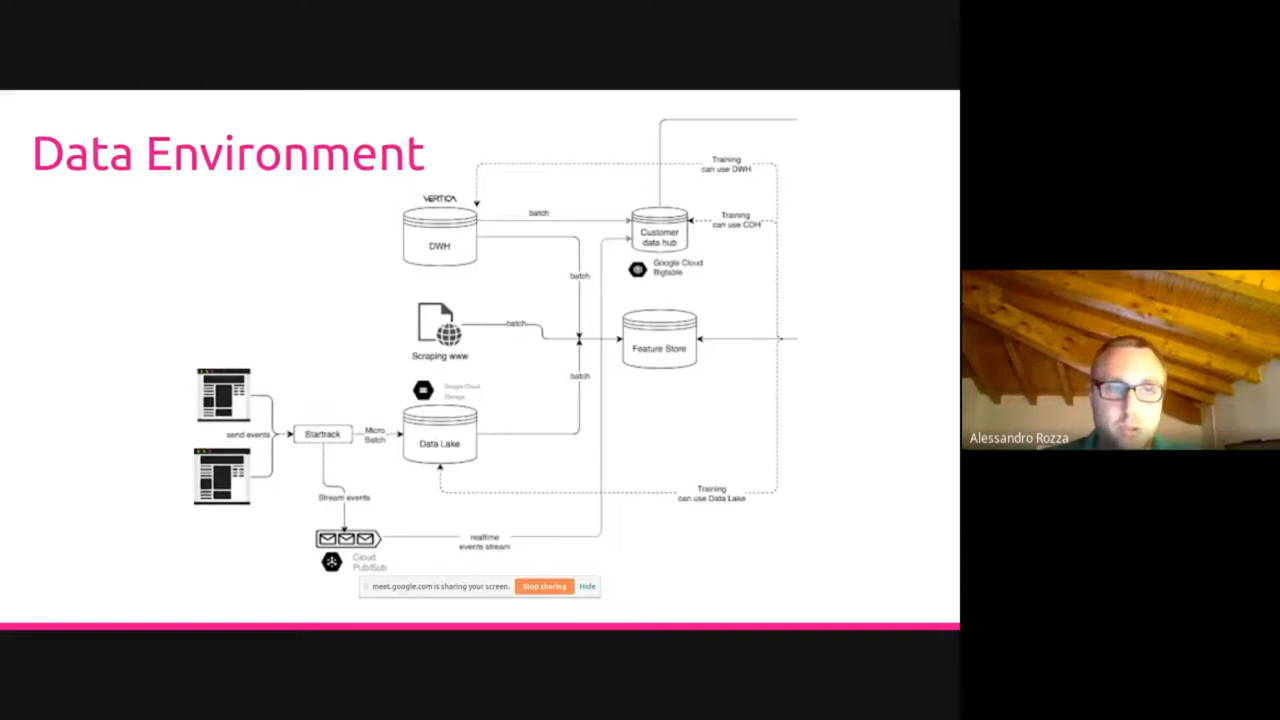 Data Environment
Training
can use DWH
VERTICA
DWH
batch
Customer
data hub
Training
can use CDH
Google Cloud
Bigtable
batch
batch
Scraping www
Feature Store
batch
Google Cloud
Storage
send events
Startrack
Micro
Batch
Data Lake
Stream events
Training
can use Data Lake
realtime
events stream
Cloud
Pub/Sub
meet.google.com is sharing your screen.
Stop sharing
Hide
Alessandro Rozza